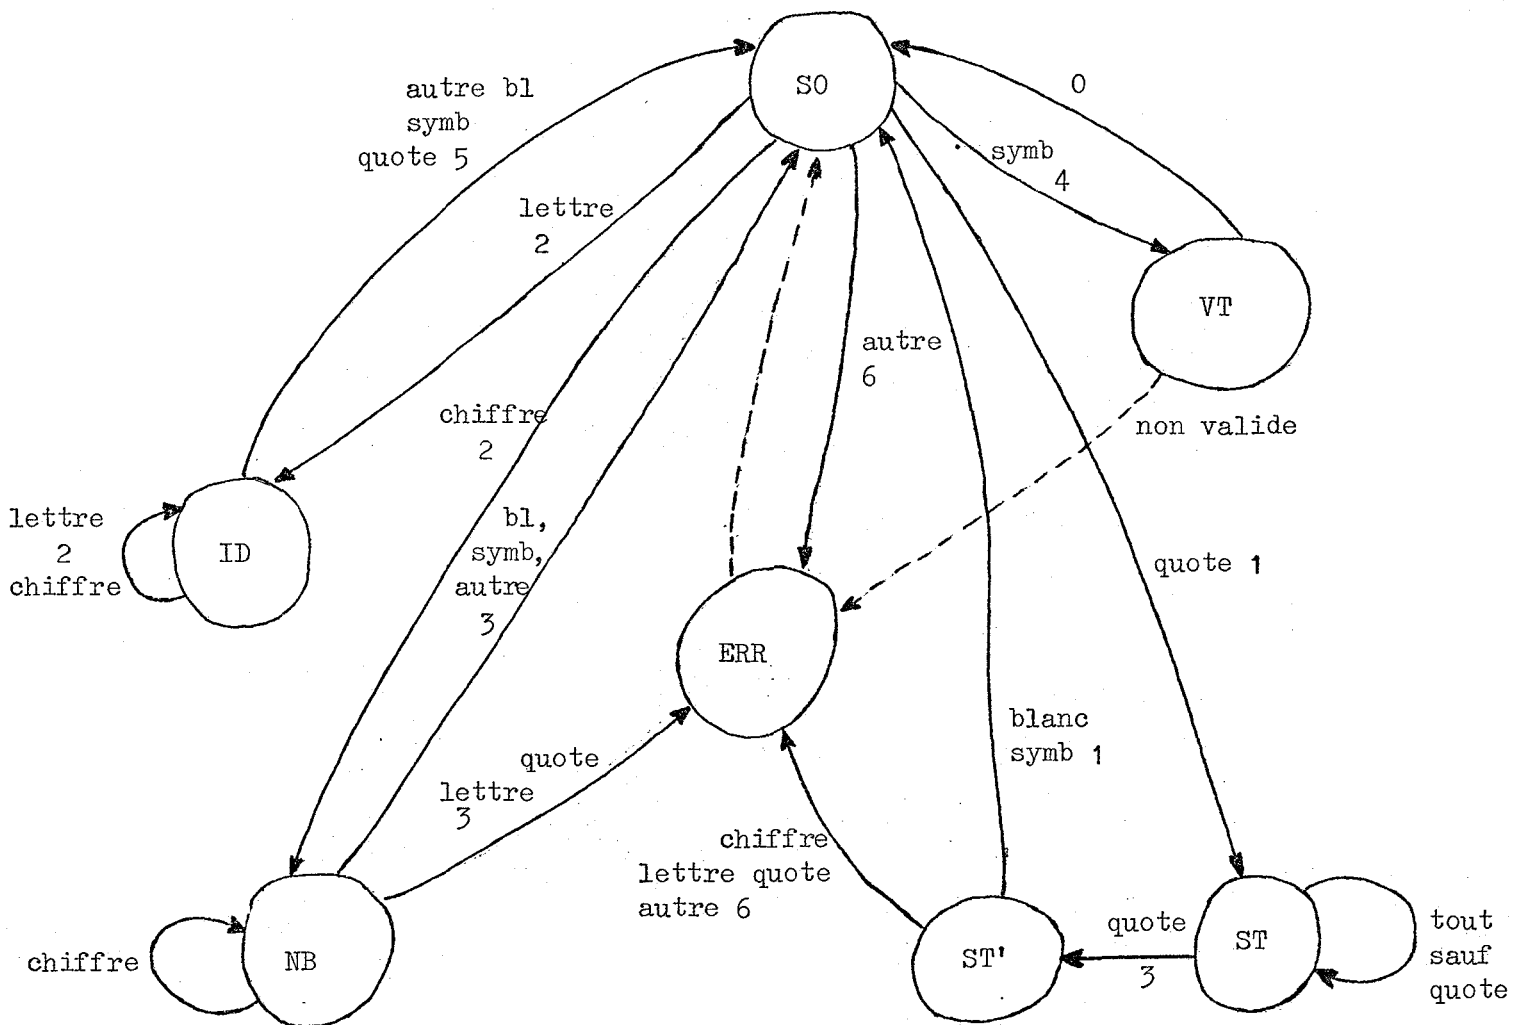 SO
autre bl
symb
quote 5
O
symb
4
lettre
2
VT
autre
6
chiffre
2
non valide
lettre
2
chiffre
ID
bl,
symb,
autre
3
quote 1
ERR
blanc
symb 1
quote
lettre
3
chiffre
lettre quote
autre 6
chiffre
NB
ST'
quote
3
ST
tout
sauf
quote